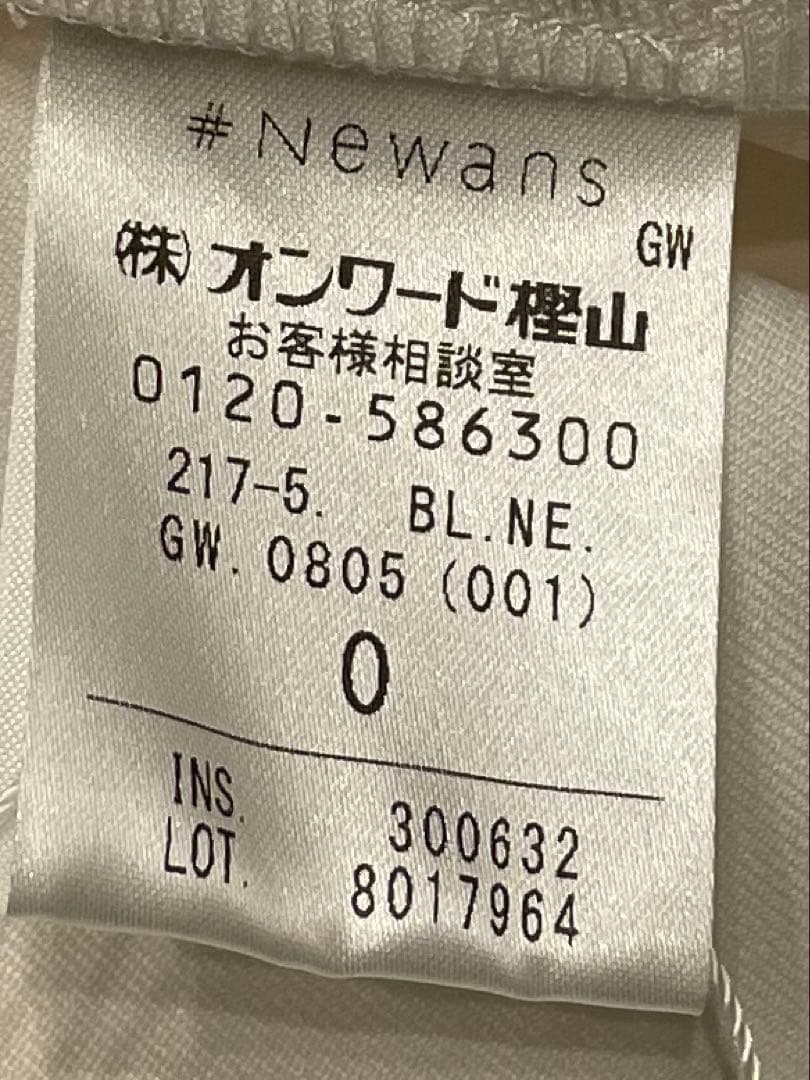 #Newans
GW
(株)オンワード樫山
お客様相談室
0120-586300
217-5. BL.NE.
GW. 0805 (001)
0
INS. 300632
LOT. 8017964